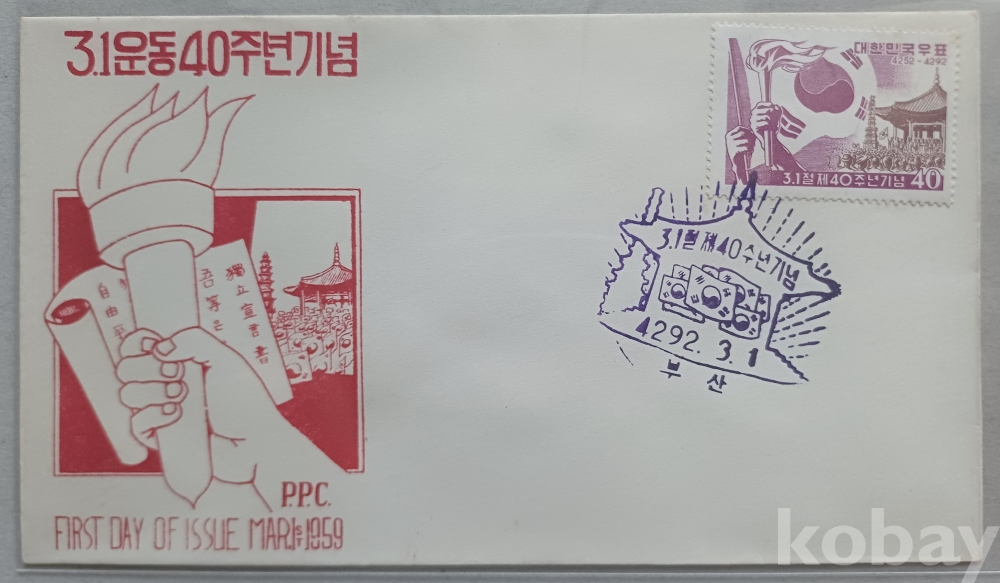 3.1운동40주년기념
獨立宣言書
吾等은
自由
P.P.C.
FIRST DAY OF ISSUE MAR.1ST 1959
대한민국우표
4252-4292
3.1절제40주년기념 40
3.1절제40주년기념
4292.3.1
부산
kobay